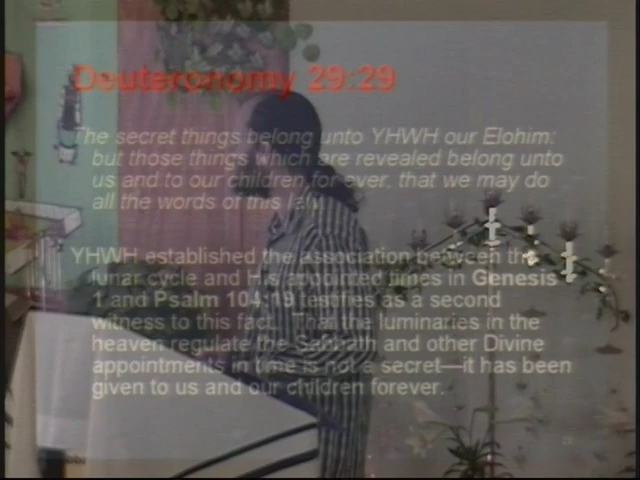 Deuteronomy 29:29
The secret things belong unto YHWH our Elohim:
but those things which are revealed belong unto
us and to our children for ever, that we may do
all the words of this law.
YHWH established the association between the
lunar cycle and His appointed times in Genesis
1 and Psalm 104:19 testifies as a second
witness to this fact. That the luminaries in the
heaven regulate the Sabbath and other Divine
appointments in time is not a secret—it has been
given to us and our children forever.